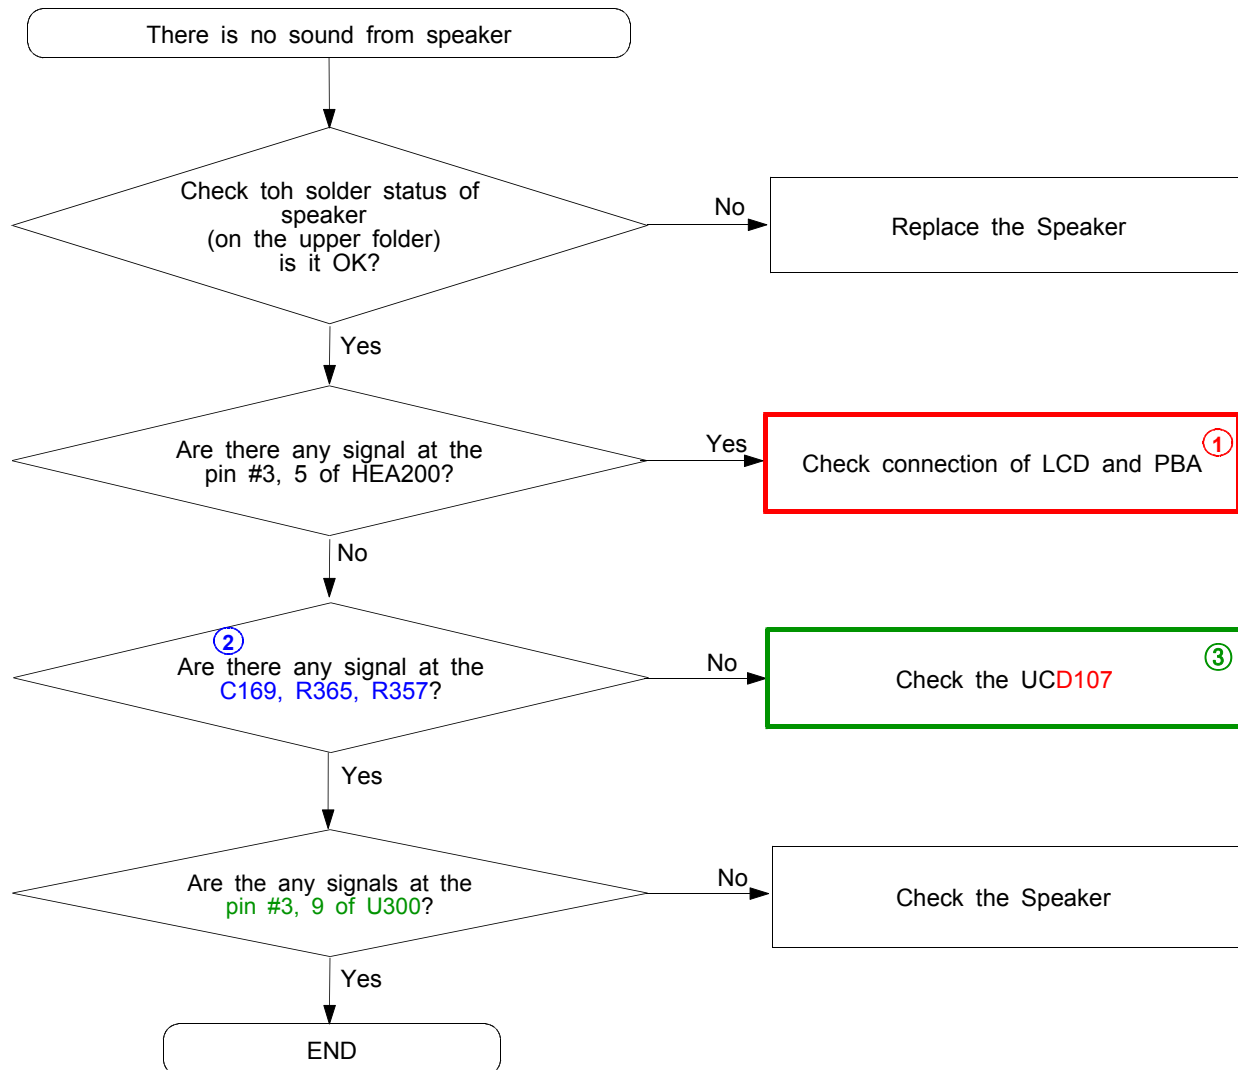 There is no sound from speaker
Check toh solder status of
speaker
(on the upper folder)
is it OK?
No
Replace the Speaker
Yes
Are there any signal at the
pin #3, 5 of HEA200?
Yes
1
Check connection of LCD and PBA
No
2
Are there any signal at the
C169, R365, R357?
No
3
Check the UCD107
Yes
Are the any signals at the
pin #3, 9 of U300?
No
Check the Speaker
Yes
END